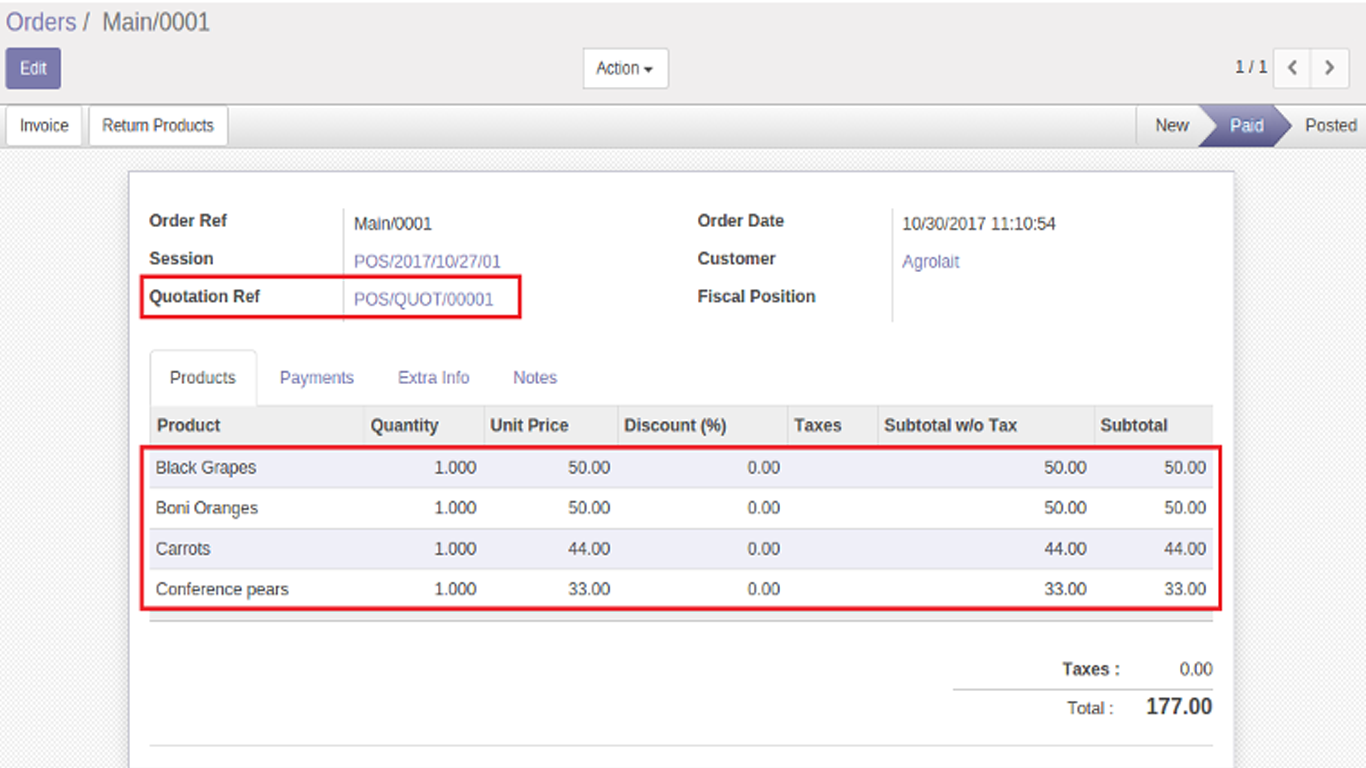 Orders / Main/0001
Edit Action 1 / 1
Invoice Return Products New Paid Posted
Order Ref Main/0001 Order Date 10/30/2017 11:10:54
Session POS/2017/10/27/01 Customer Agrolait
Quotation Ref POS/QUOT/00001 Fiscal Position
Products Payments Extra Info Notes
Product Quantity Unit Price Discount (%) Taxes Subtotal w/o Tax Subtotal
Black Grapes 1.000 50.00 0.00 50.00 50.00
Boni Oranges 1.000 50.00 0.00 50.00 50.00
Carrots 1.000 44.00 0.00 44.00 44.00
Conference pears 1.000 33.00 0.00 33.00 33.00
Taxes : 0.00
Total : 177.00